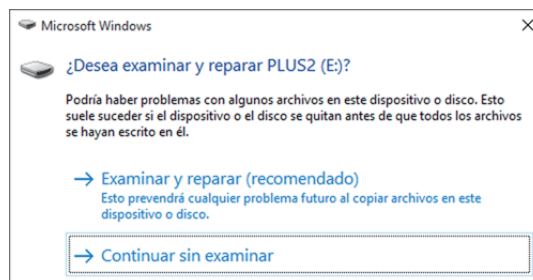 Microsoft Windows
¿Desea examinar y reparar PLUS2 (E:)?
Podría haber problemas con algunos archivos en este dispositivo o disco. Esto
suele suceder si el dispositivo o el disco se quitan antes de que todos los archivos
se hayan escrito en él.
Examinar y reparar (recomendado)
Esto prevendrá cualquier problema futuro al copiar archivos en este
dispositivo o disco.
Continuar sin examinar